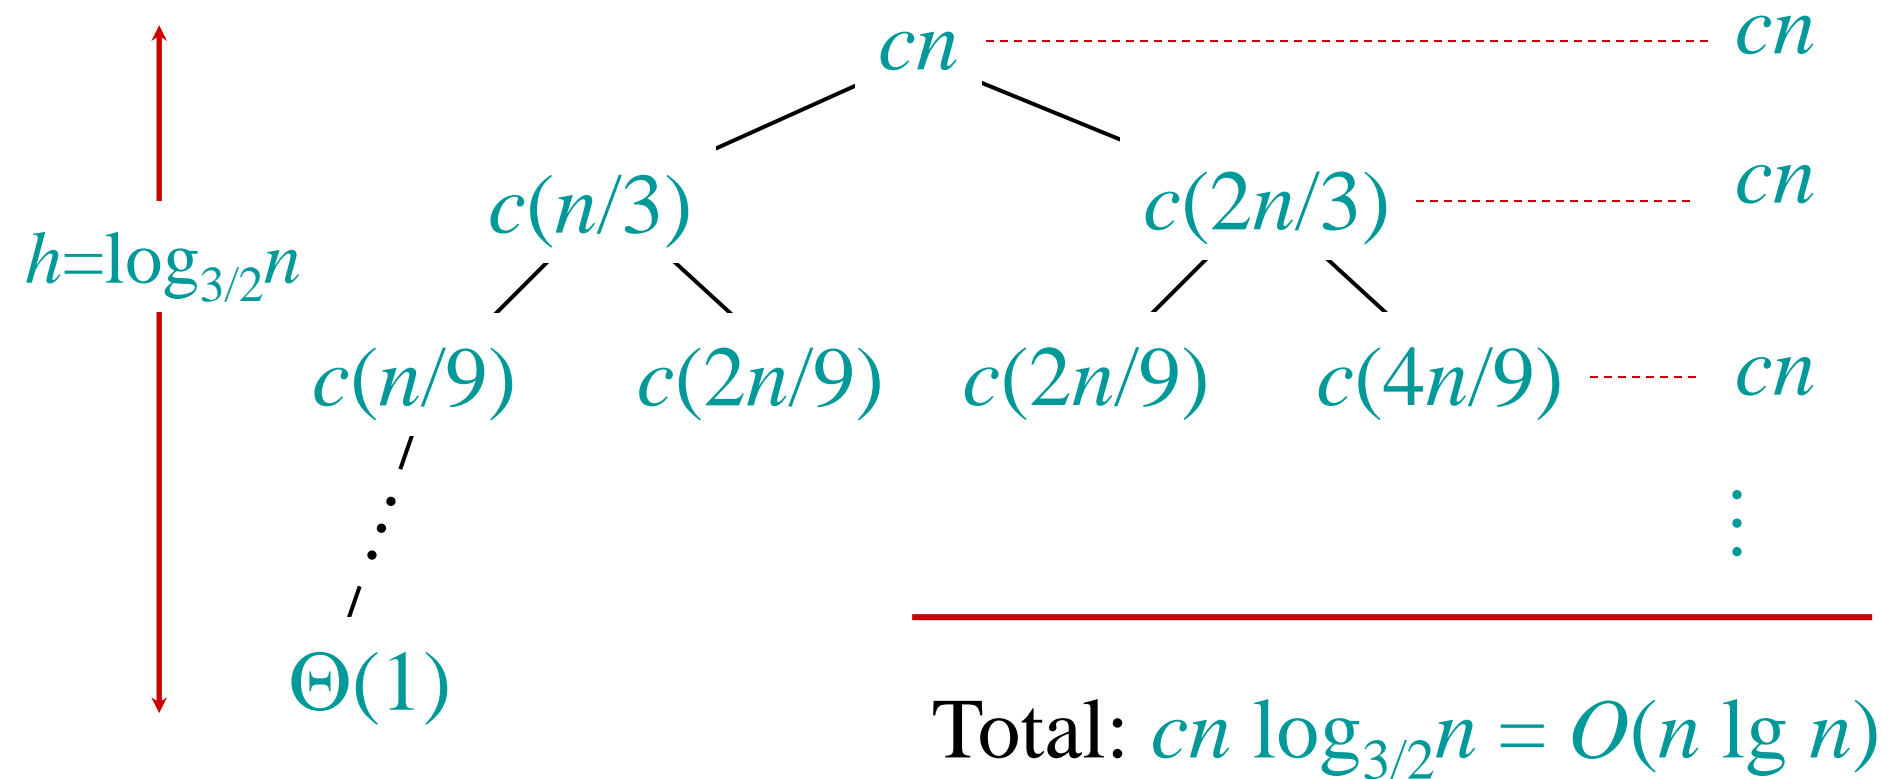 cn cn
c(n/3) c(2n/3) cn
h=log3/2n
c(n/9) c(2n/9) c(2n/9) c(4n/9) cn
Θ(1)
Total: cn log3/2n = O(n lg n)